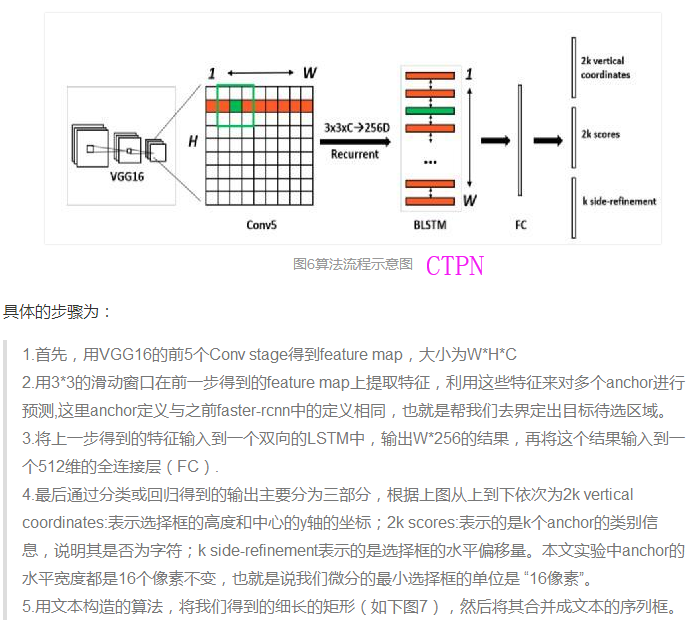 1 W
2k vertical
coordinates
H
3x3xC→256D
Recurrent
1
...
W
2k scores
k side-refinement
VGG16
Conv5
BLSTM
FC
图6算法流程示意图 CTPN
具体的步骤为：
1.首先，用VGG16的前5个Conv stage得到feature map，大小为W*H*C
2.用3*3的滑动窗口在前一步得到的feature map上提取特征，利用这些特征来对多个anchor进行
预测,这里anchor定义与之前faster-rcnn中的定义相同，也就是帮我们去界定出目标待选区域。
3.将上一步得到的特征输入到一个双向的LSTM中，输出W*256的结果，再将这个结果输入到一
个512维的全连接层（FC）.
4.最后通过分类或回归得到的输出主要分为三部分，根据上图从上到下依次为2k vertical
coordinates:表示选择框的高度和中心的y轴的坐标；2k scores:表示的是k个anchor的类别信
息，说明其是否为字符；k side-refinement表示的是选择框的水平偏移量。本文实验中anchor的
水平宽度都是16个像素不变，也就是说我们微分的最小选择框的单位是 “16像素”。
5.用文本构造的算法，将我们得到的细长的矩形（如下图7），然后将其合并成文本的序列框。